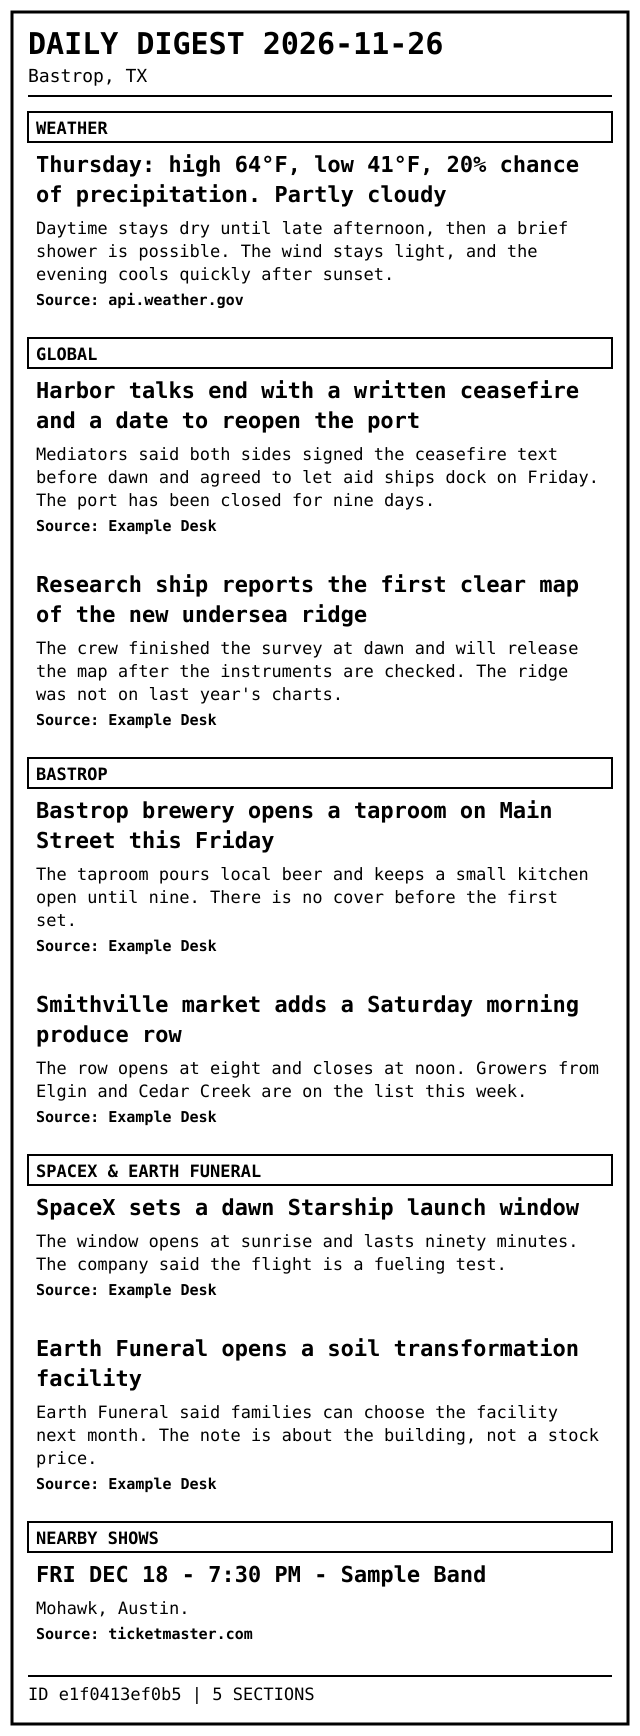 DAILY DIGEST 2026-11-26
Bastrop, TX
WEATHER
Thursday: high 64°F, low 41°F, 20% chance
of precipitation. Partly cloudy
Daytime stays dry until late afternoon, then a brief
shower is possible. The wind stays light, and the
evening cools quickly after sunset.
Source: api.weather.gov
GLOBAL
Harbor talks end with a written ceasefire
and a date to reopen the port
Mediators said both sides signed the ceasefire text
before dawn and agreed to let aid ships dock on Friday.
The port has been closed for nine days.
Source: Example Desk
Research ship reports the first clear map
of the new undersea ridge
The crew finished the survey at dawn and will release
the map after the instruments are checked. The ridge
was not on last year's charts.
Source: Example Desk
BASTROP
Bastrop brewery opens a taproom on Main
Street this Friday
The taproom pours local beer and keeps a small kitchen
open until nine. There is no cover before the first
set.
Source: Example Desk
Smithville market adds a Saturday morning
produce row
The row opens at eight and closes at noon. Growers from
Elgin and Cedar Creek are on the list this week.
Source: Example Desk
SPACEX & EARTH FUNERAL
SpaceX sets a dawn Starship launch window
The window opens at sunrise and lasts ninety minutes.
The company said the flight is a fueling test.
Source: Example Desk
Earth Funeral opens a soil transformation
facility
Earth Funeral said families can choose the facility
next month. The note is about the building, not a stock
price.
Source: Example Desk
NEARBY SHOWS
FRI DEC 18 - 7:30 PM - Sample Band
Mohawk, Austin.
Source: ticketmaster.com
ID e1f0413ef0b5 | 5 SECTIONS